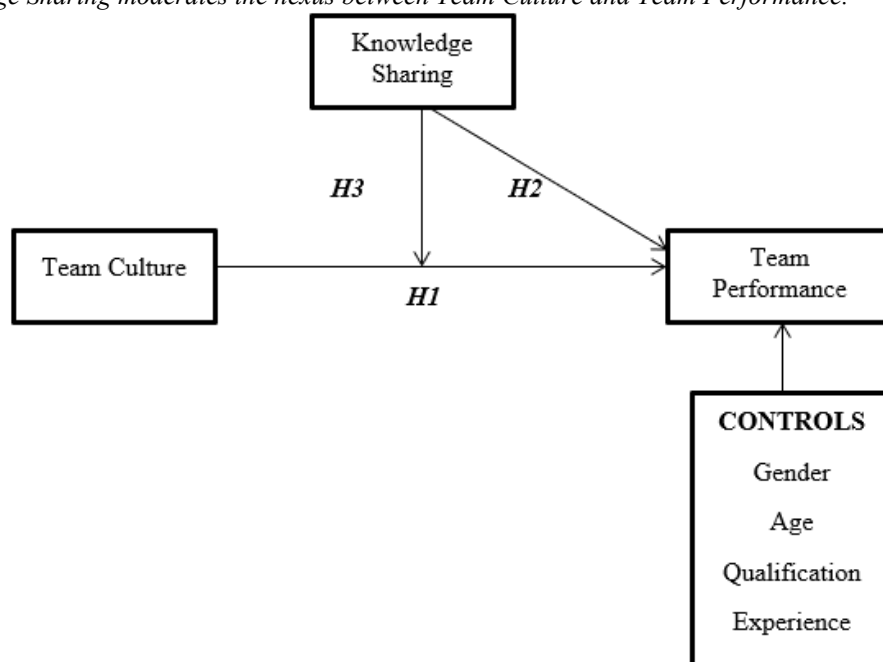 ge Sharing moderates the nexus between Team Culture and Team Performance.
Knowledge
Sharing
H3
H2
Team Culture
Team
Performance
H1
CONTROLS
Gender
Age
Qualification
Experience